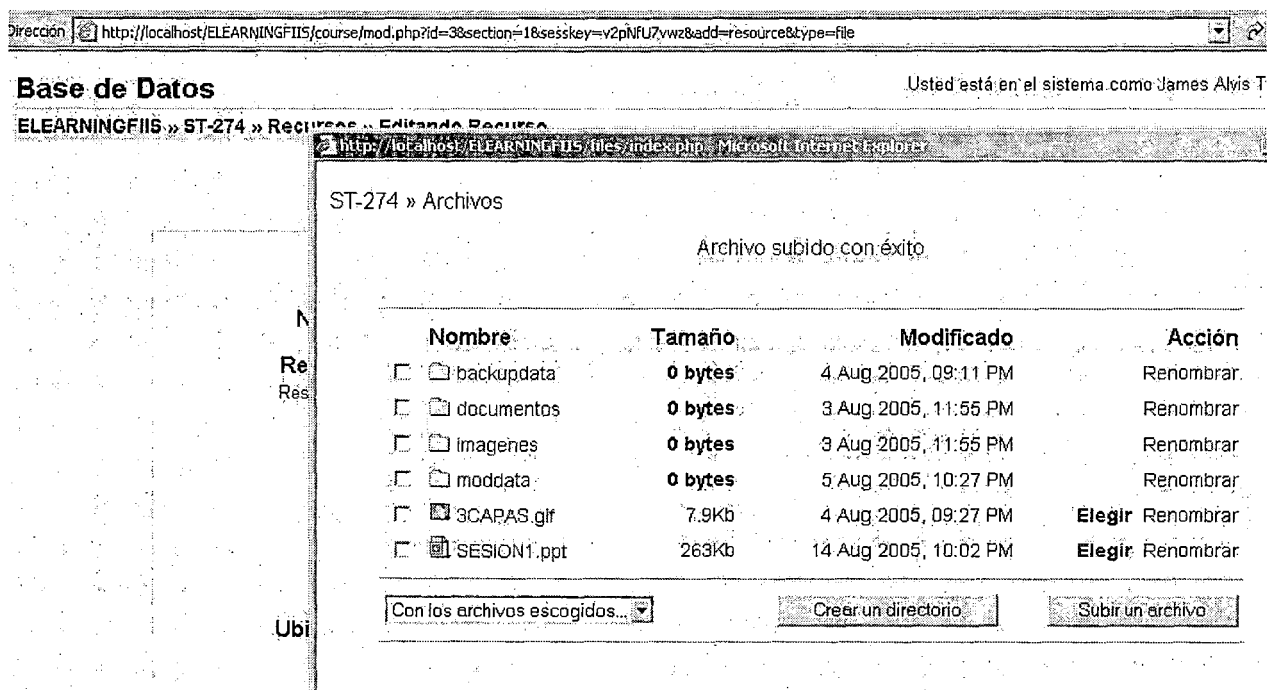 Dirección http://localhost/ELEARNINGFIIS/course/mod.php?id=3&section=1&sesskey=v2pNfU7vwz&add=resource&type=file
Base de Datos
Usted está en el sistema como James Alvis T
ELEARNINGFIIS » ST-274 » Recursos » Editando Recurso
http://localhost/ELEARNINGFIIS/files/index.php - Microsoft Internet Explorer
ST-274 » Archivos
Archivo subido con éxito
N
Re
Res
Ubi
Nombre Tamaño Modificado Acción
backupdata 0 bytes 4 Aug 2005, 09:11 PM Renombrar
documentos 0 bytes 3 Aug 2005, 11:55 PM Renombrar
imagenes 0 bytes 3 Aug 2005, 11:55 PM Renombrar
moddata 0 bytes 5 Aug 2005, 10:27 PM Renombrar
3CAPAS.gif 7.9Kb 4 Aug 2005, 09:27 PM Elegir Renombrar
SESION1.ppt 263Kb 14 Aug 2005, 10:02 PM Elegir Renombrar
Con los archivos escogidos... Crear un directorio Subir un archivo